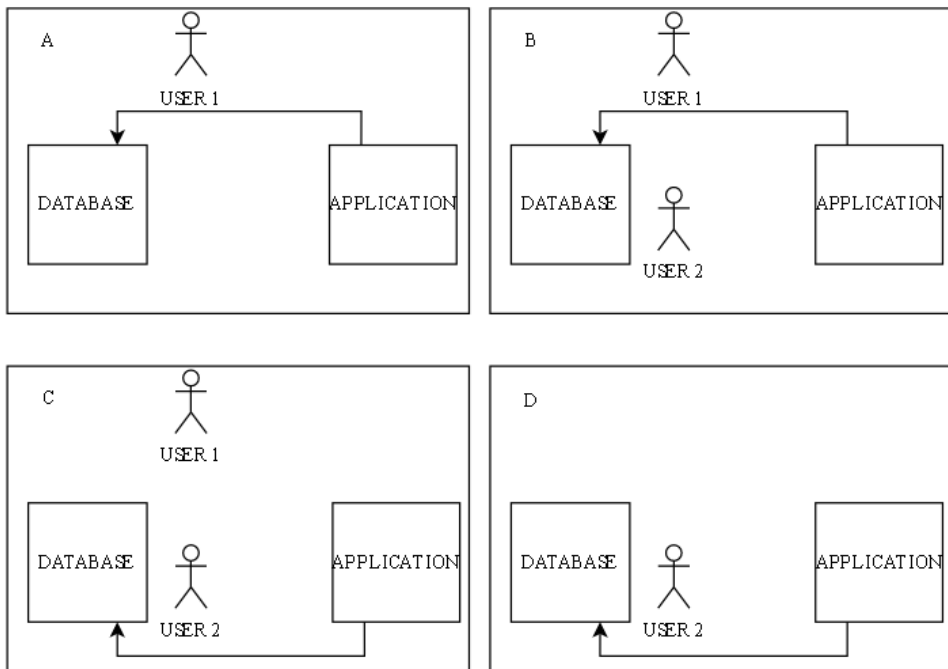 A
USER 1
DATABASE
APPLICATION
B
USER 1
DATABASE
APPLICATION
USER 2
C
USER 1
DATABASE
APPLICATION
USER 2
D
DATABASE
APPLICATION
USER 2